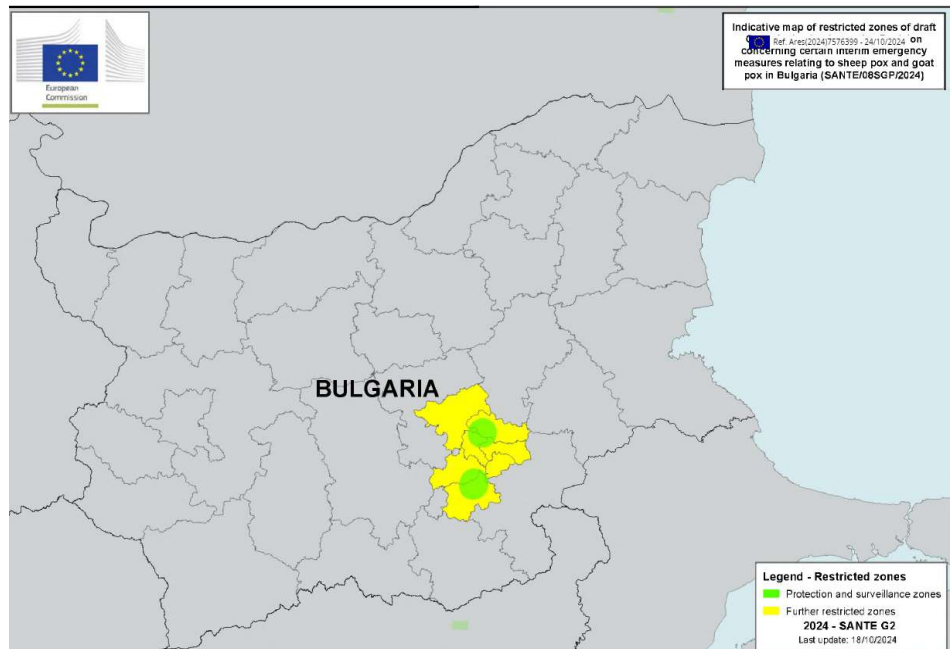 European
Commission
Indicative map of restricted zones of draft
Ref. Ares(2024)7576399 - 24/10/2024 on
concerning certain interim emergency
measures relating to sheep pox and goat
pox in Bulgaria (SANTE/08SGP/2024)
BULGARIA
Legend - Restricted zones
Protection and surveillance zones
Further restricted zones
2024 - SANTE G2
Last update: 18/10/2024